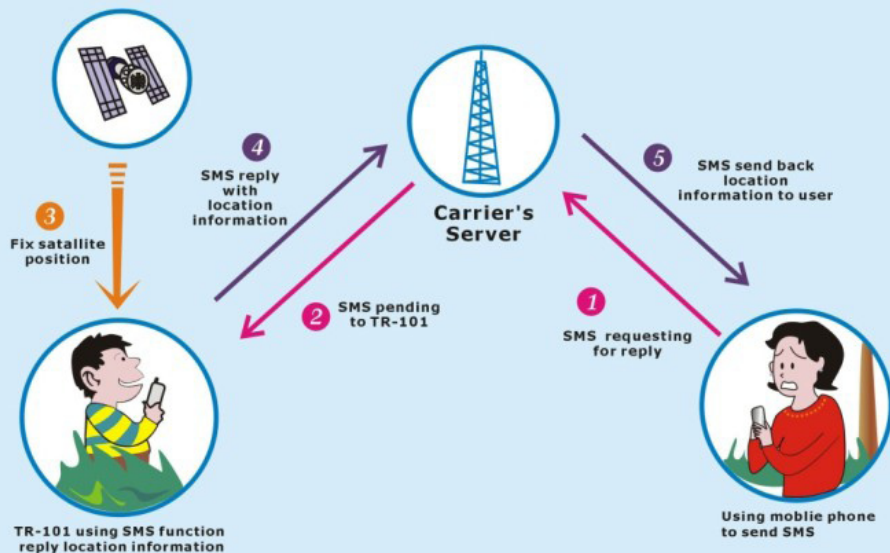 4
SMS reply
with
location
information
5
SMS send back
location
information to user
Carrier's
Server
3
Fix satallite
position
2
SMS pending
to TR-101
1
SMS requesting
for reply
TR-101 using SMS function
reply location information
Using moblie phone
to send SMS